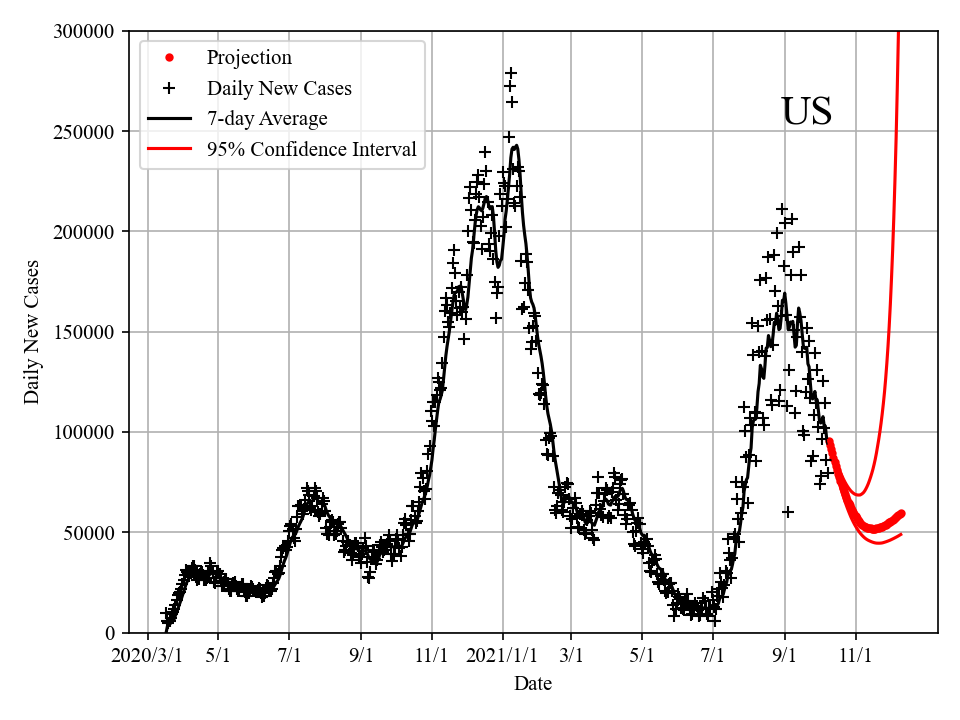 300000
250000
200000
150000
100000
50000
0
Daily New Cases
Projection
Daily New Cases
7-day Average
95% Confidence Interval
US
2020/3/1 5/1 7/1 9/1 11/1 2021/1/1 3/1 5/1 7/1 9/1 11/1
Date